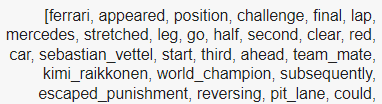 [ferrari, appeared, position, challenge, final, lap,
mercedes, stretched, leg, go, half, second, clear, red,
car, sebastian_vettel, start, third, ahead, team_mate,
kimi_raikkonen, world_champion, subsequently,
escaped_punishment, reversing, pit_lane, could,